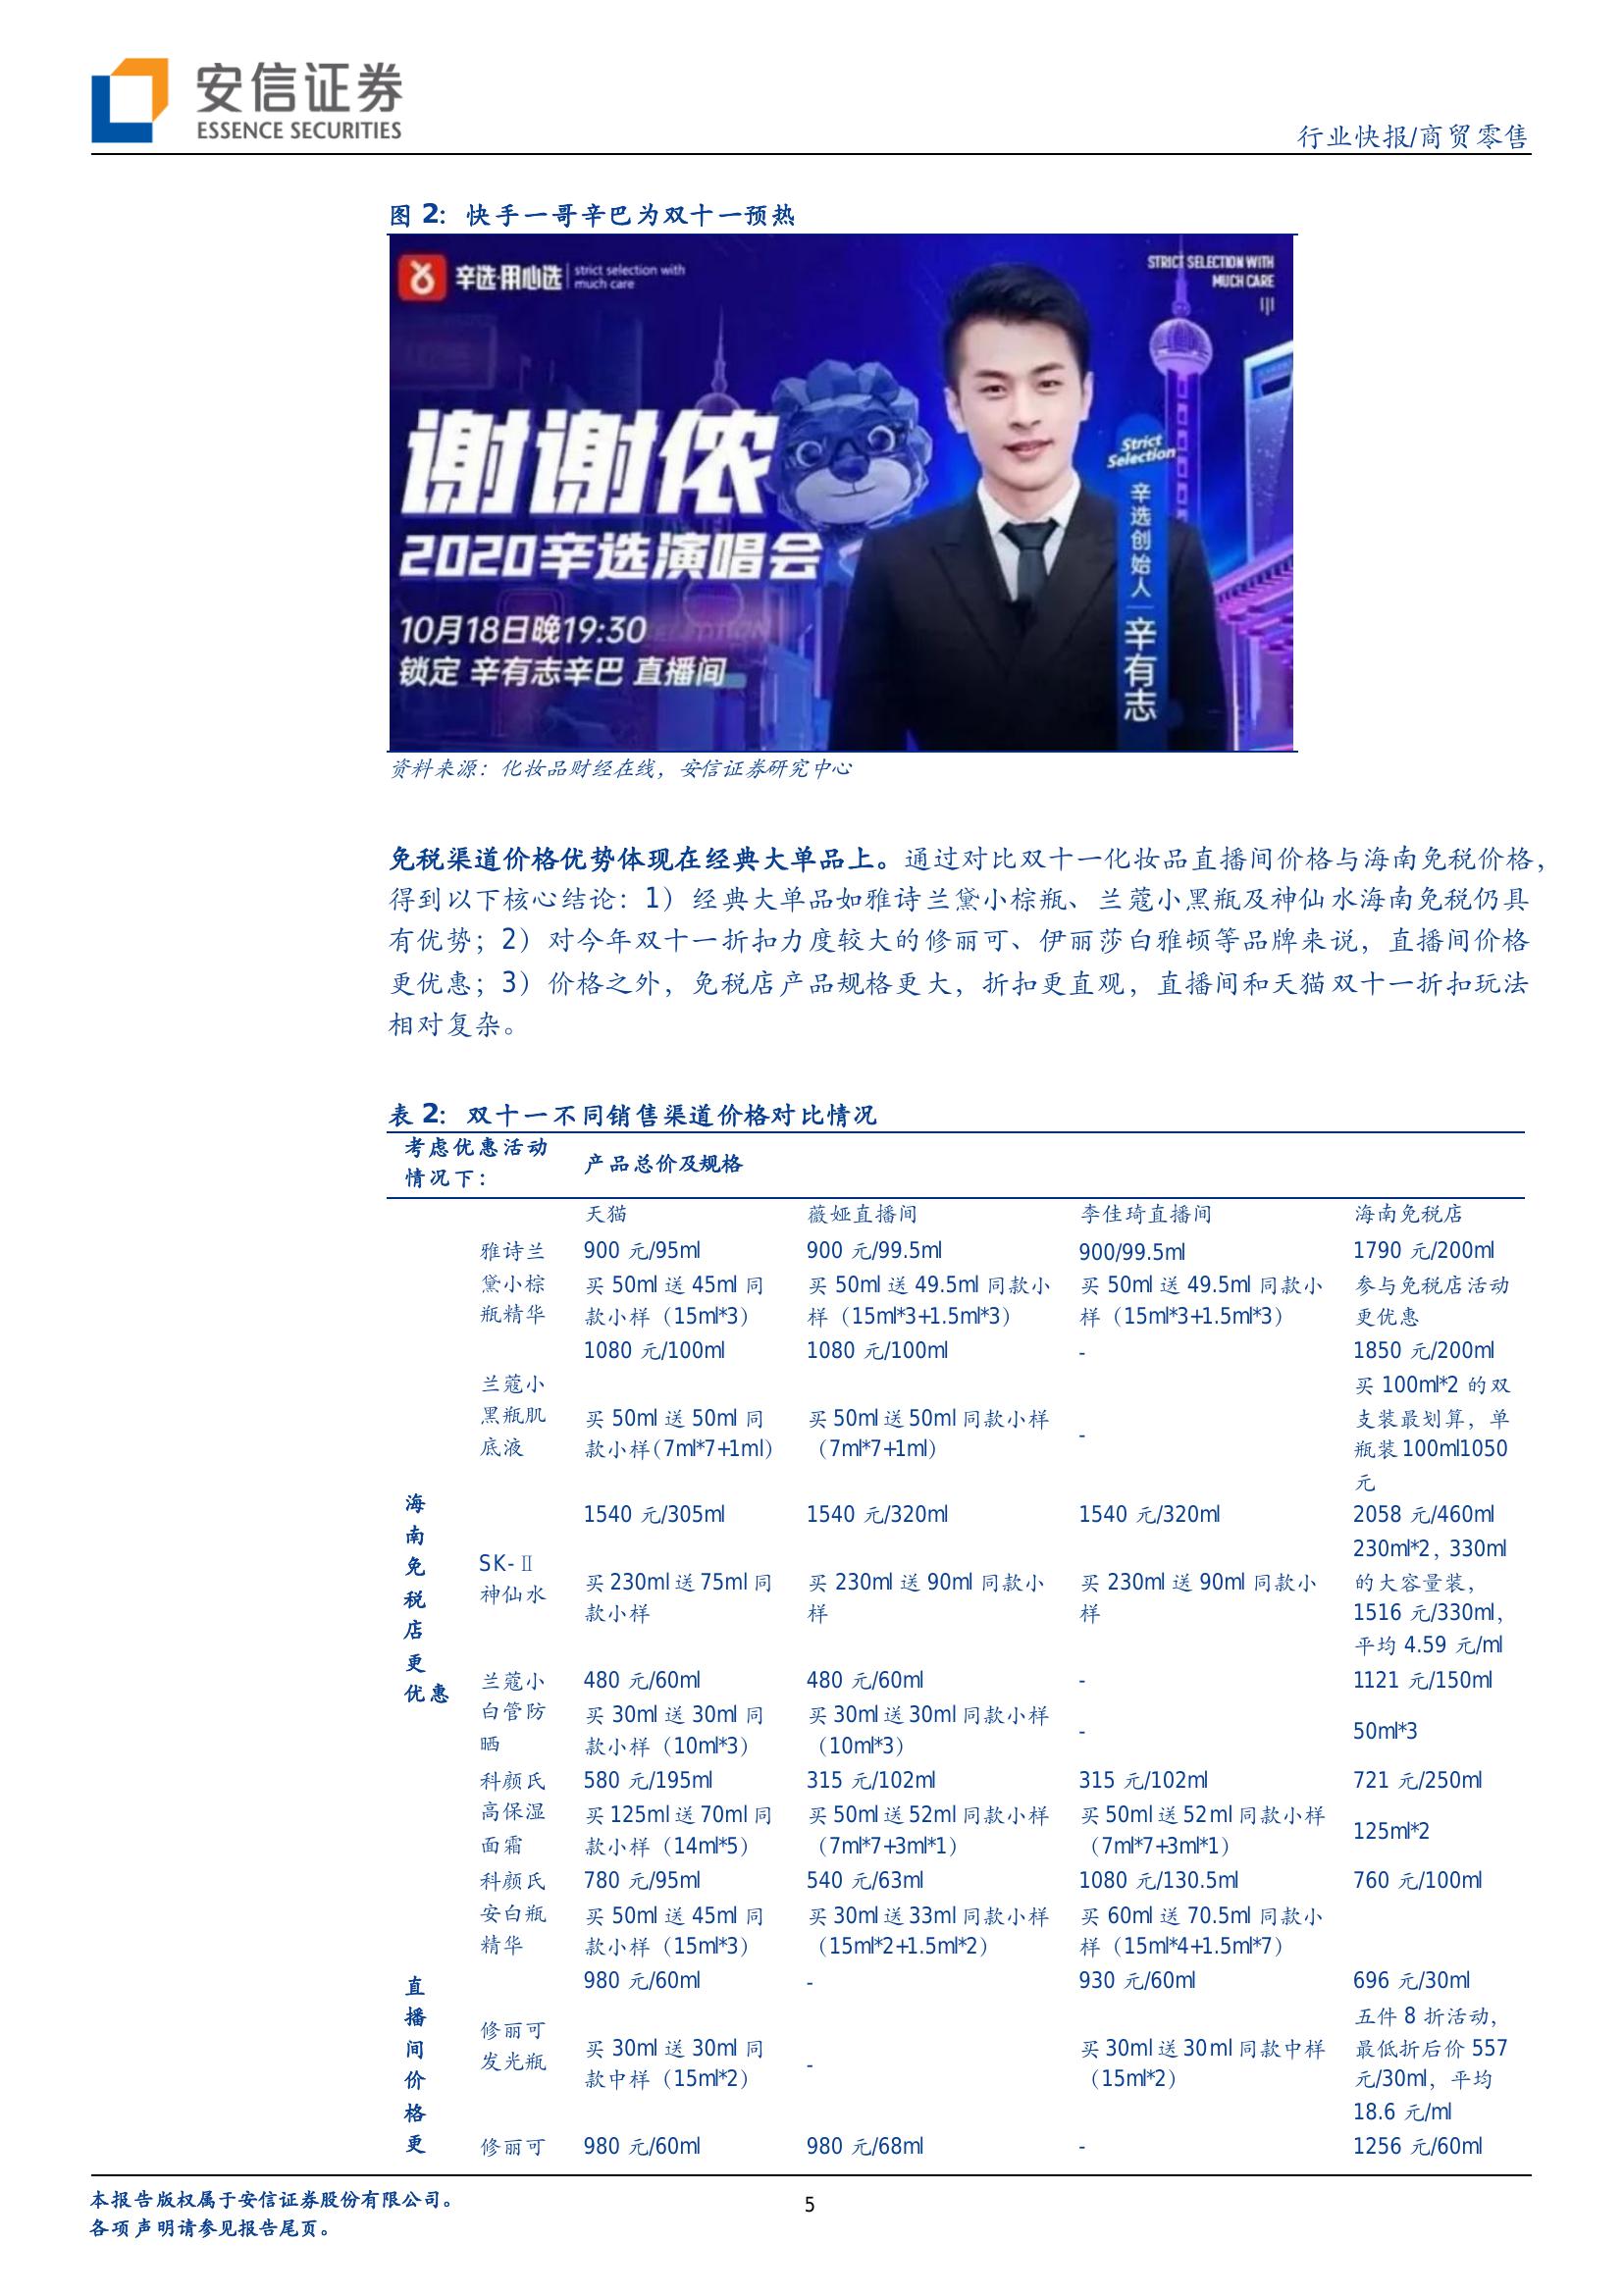 安信证券
ESSENCE SECURITIES
行业快报/商贸零售
图 2：快手一哥辛巴为双十一预热
辛选·用心选
strict selection with
much care
STRICT SELECTION WITH
MUCH CARE
谢谢侬
2020辛选演唱会
10月18日晚19:30
锁定 辛有志辛巴 直播间
Strict
Selection
辛选创始人
辛有志
资料来源：化妆品财经在线，安信证券研究中心
免税渠道价格优势体现在经典大单品上。通过对比双十一化妆品直播间价格与海南免税价格，
得到以下核心结论：1）经典大单品如雅诗兰黛小棕瓶、兰蔻小黑瓶及神仙水海南免税仍具
有优势；2）对今年双十一折扣力度较大的修丽可、伊丽莎白雅顿等品牌来说，直播间价格
更优惠；3）价格之外，免税店产品规格更大，折扣更直观，直播间和天猫双十一折扣玩法
相对复杂。
表 2：双十一不同销售渠道价格对比情况
考虑优惠活动
情况下：
产品总价及规格
天猫 薇娅直播间 李佳琦直播间 海南免税店
海
南
免
税
店
更
优惠
雅诗兰
黛小棕
瓶精华
900 元/95ml 900 元/99.5ml 900/99.5ml 1790 元/200ml
买 50ml 送 45ml 同
款小样（15ml*3）
买 50ml 送 49.5ml 同款小
样（15ml*3+1.5ml*3）
买 50ml 送 49.5ml 同款小
样（15ml*3+1.5ml*3）
参与免税店活动
更优惠
兰蔻小
黑瓶肌
底液
1080 元/100ml 1080 元/100ml - 1850 元/200ml
买 50ml 送 50ml 同
款小样（7ml*7+1ml）
买 50ml 送 50ml 同款小样
（7ml*7+1ml）
-
买 100ml*2 的双
支装最划算，单
瓶装 100ml1050
元
SK-Ⅱ
神仙水
1540 元/305ml 1540 元/320ml 1540 元/320ml 2058 元/460ml
买 230ml 送 75ml 同
款小样
买 230ml 送 90ml 同款小
样
买 230ml 送 90ml 同款小
样
230ml*2，330ml
的大容量装，
1516 元/330ml，
平均 4.59 元/ml
兰蔻小
白管防
晒
480 元/60ml 480 元/60ml - 1121 元/150ml
买 30ml 送 30ml 同
款小样（10ml*3）
买 30ml 送 30ml 同款小样
（10ml*3）
-
50ml*3
科颜氏
高保湿
面霜
580 元/195ml 315 元/102ml 315 元/102ml 721 元/250ml
买 125ml 送 70ml 同
款小样（14ml*5）
买 50ml 送 52ml 同款小样
（7ml*7+3ml*1）
买 50ml 送 52ml 同款小样
（7ml*7+3ml*1）
125ml*2
科颜氏
安白瓶
精华
780 元/95ml 540 元/63ml 1080 元/130.5ml 760 元/100ml
买 50ml 送 45ml 同
款小样（15ml*3）
买 30ml 送 33ml 同款小样
（15ml*2+1.5ml*2）
买 60ml 送 70.5ml 同款小
样（15ml*4+1.5ml*7）
直
播
间
价
格
更
修丽可
发光瓶
980 元/60ml - 930 元/60ml 696 元/30ml
买 30ml 送 30ml 同
款中样（15ml*2）
-
买 30ml 送 30ml 同款中样
（15ml*2）
五件 8 折活动，
最低折后价 557
元/30ml，平均
18.6 元/ml
修丽可 980 元/60ml 980 元/68ml - 1256 元/60ml
本报告版权属于安信证券股份有限公司。
各项声明请参见报告尾页。
5